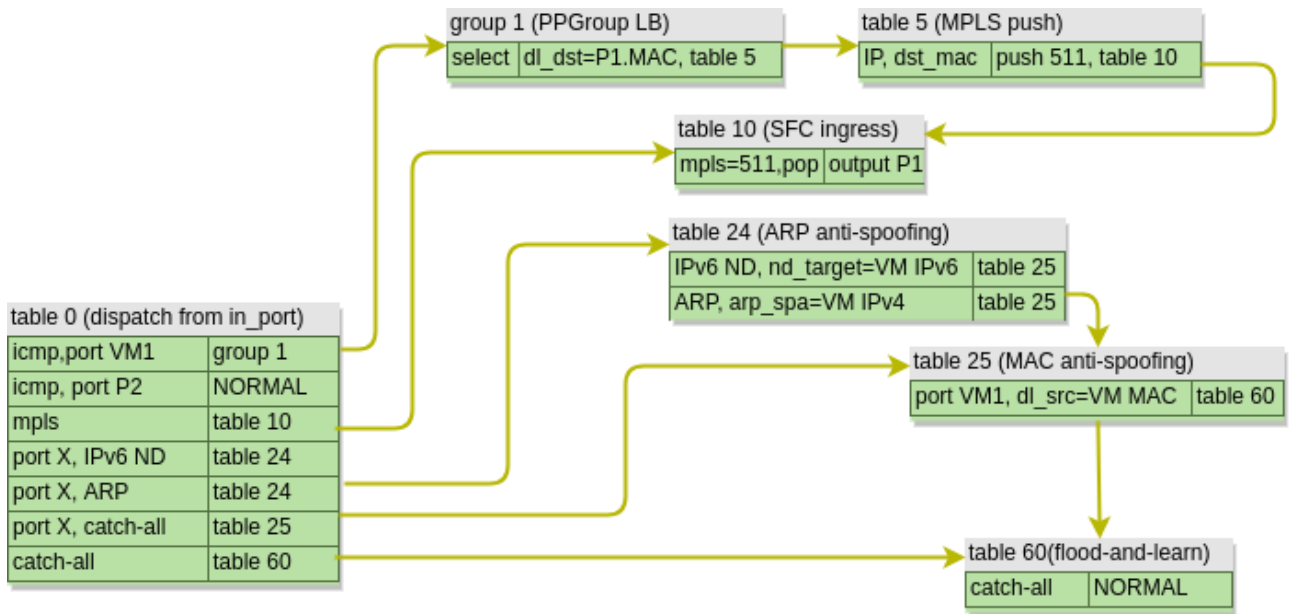 group 1 (PPGroup LB)
select dl_dst=P1.MAC, table 5
table 5 (MPLS push)
IP, dst_mac push 511, table 10
table 10 (SFC ingress)
mpls=511,pop output P1
table 24 (ARP anti-spoofing)
IPv6 ND, nd_target=VM IPv6 table 25
ARP, arp_spa=VM IPv4 table 25
table 0 (dispatch from in_port)
icmp,port VM1 group 1
icmp, port P2 NORMAL
mpls table 10
port X, IPv6 ND table 24
port X, ARP table 24
port X, catch-all table 25
catch-all table 60
table 25 (MAC anti-spoofing)
port VM1, dl_src=VM MAC table 60
table 60(flood-and-learn)
catch-all NORMAL